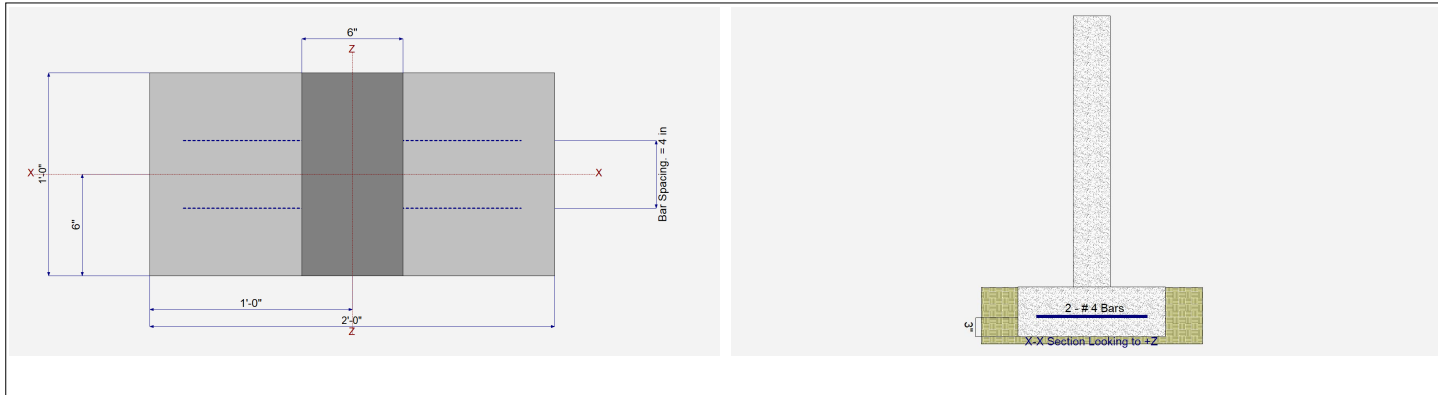 6"
Z
X
X
1'-0"
6"
Bar Spacing. = 4 in
1'-0"
2'-0"
Z
2 - # 4 Bars
3"
X-X Section Looking to +Z